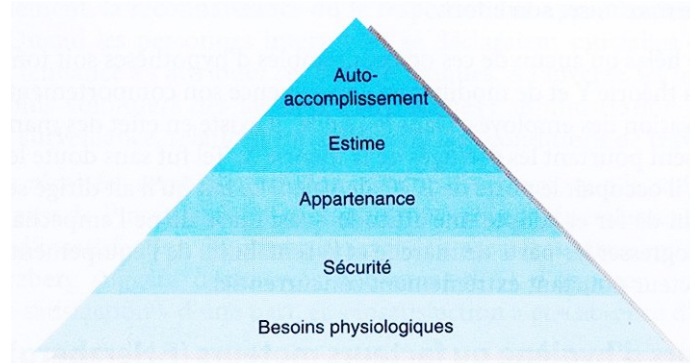 Auto-
accomplissement
Estime
Appartenance
Sécurité
Besoins physiologiques